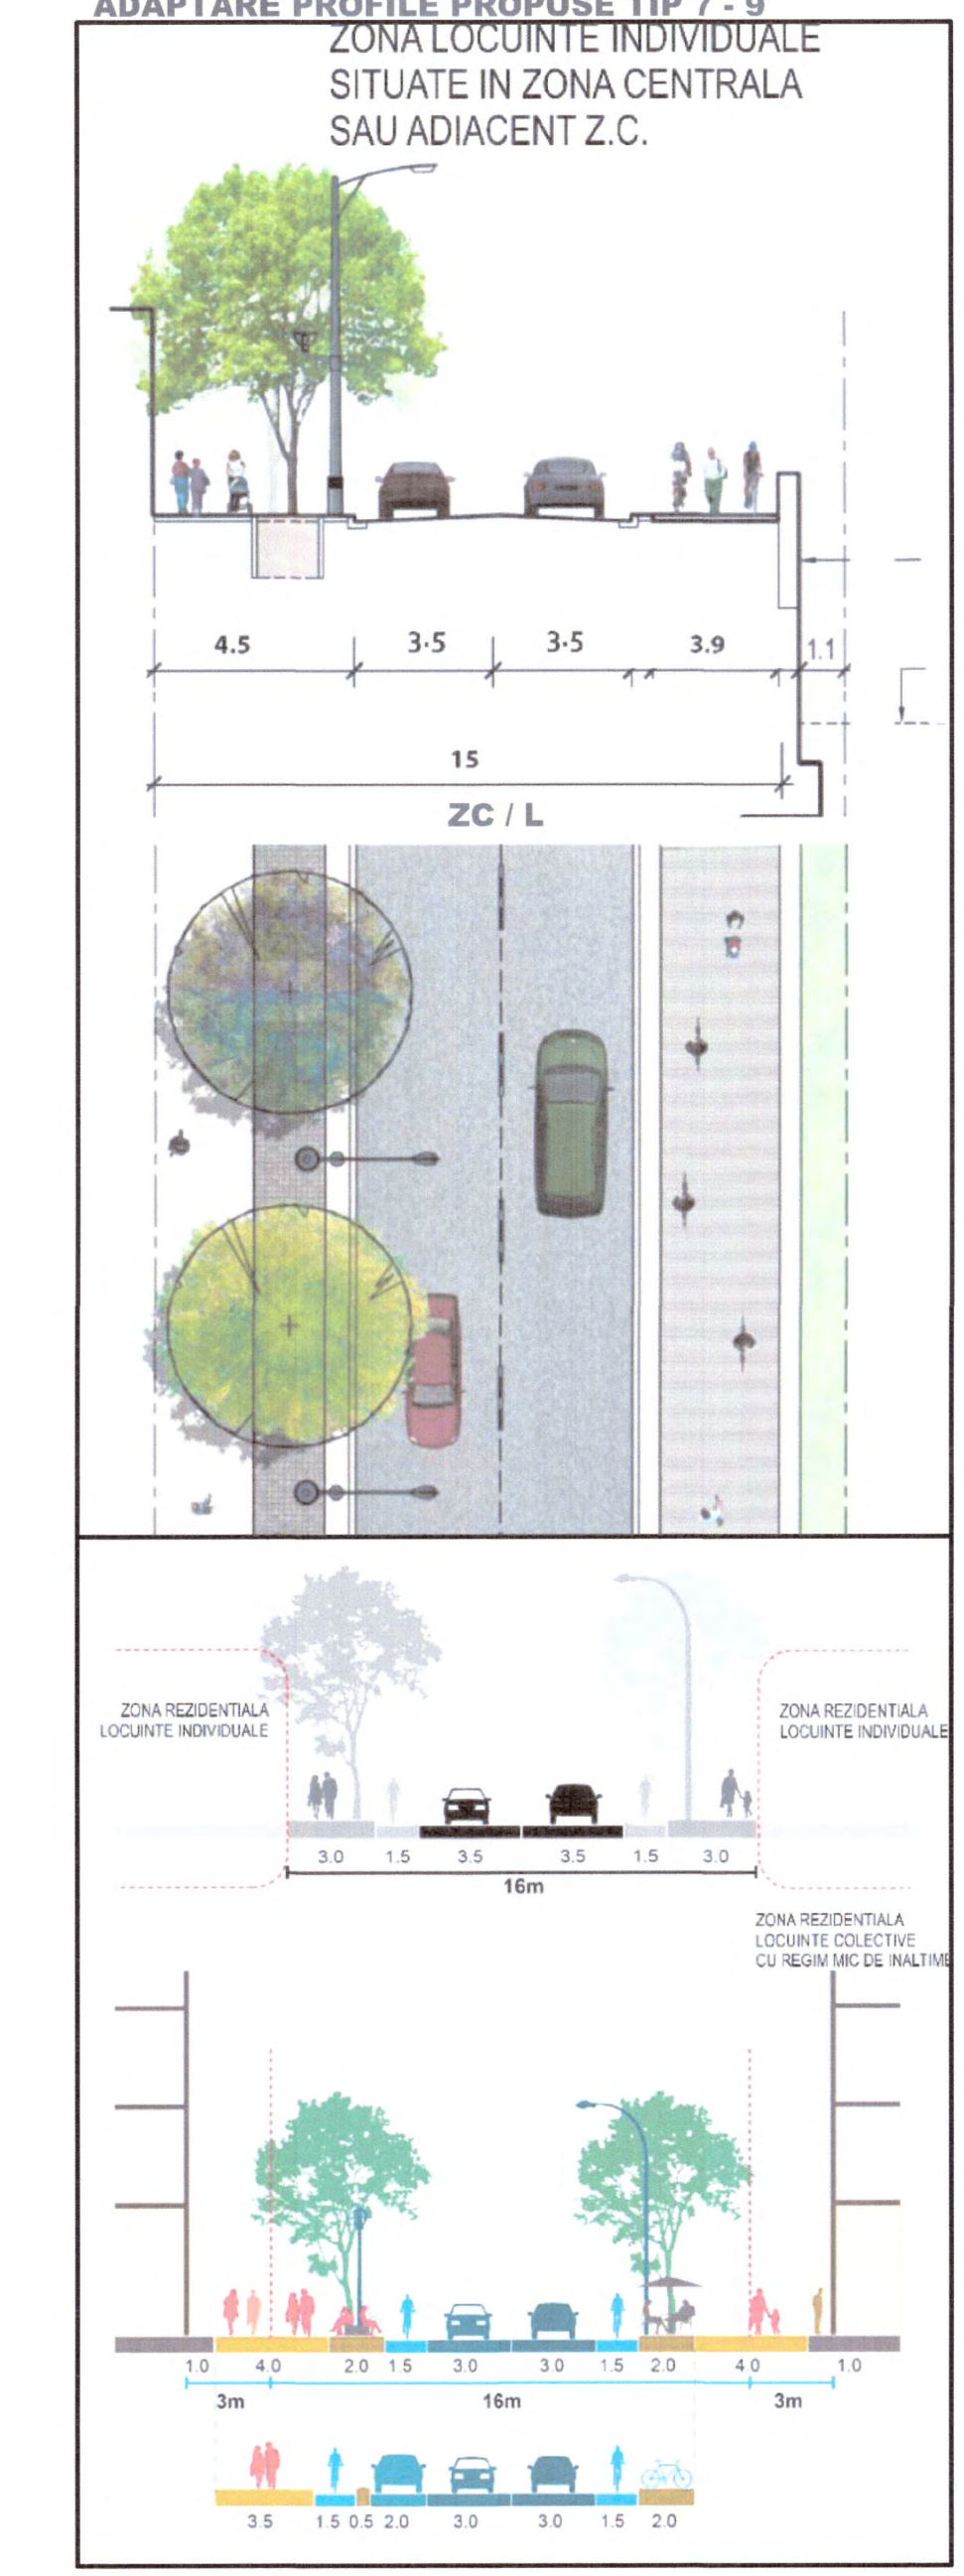 ADAPTARE PROFILE PROPUSE TIP 7 - 9
ZONA LOCUINTE INDIVIDUALE
SITUATE IN ZONA CENTRALA
SAU ADIACENT Z.C.
4.5 3·5 3·5 3.9 1.1
15
ZC / L
ZONA REZIDENTIALA
LOCUINTE INDIVIDUALE
ZONA REZIDENTIALA
LOCUINTE INDIVIDUALE
3.0 1.5 3.5 3.5 1.5 3.0
16m
ZONA REZIDENTIALA
LOCUINTE COLECTIVE
CU REGIM MIC DE INALTIME
1.0 4.0 2.0 1.5 3.0 3.0 1.5 2.0 4.0 1.0
3m 16m 3m
3.5 1.5 0.5 2.0 3.0 3.0 1.5 2.0